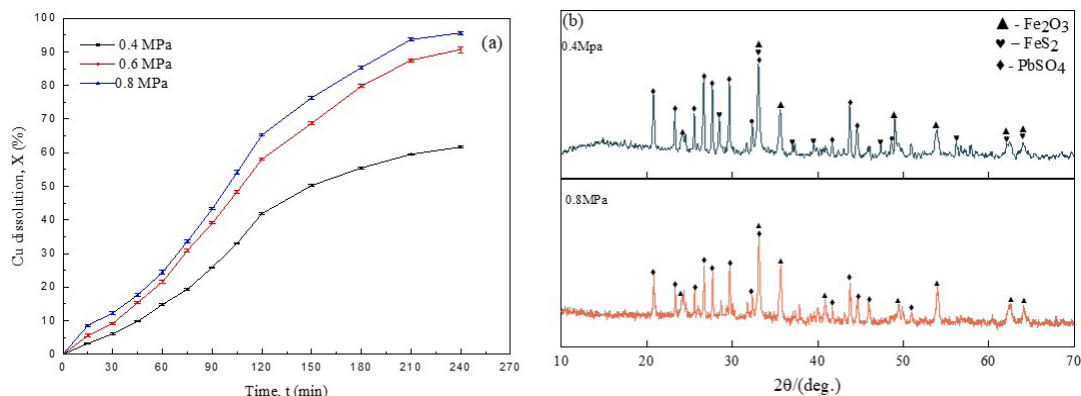 (a)
0.4 MPa
0.6 MPa
0.8 MPa
Cu dissolution, X (%)
100
90
80
70
60
50
40
30
20
10
0
0 30 60 90 120 150 180 210 240 270
Time, t (min)
(b)
▲ - Fe₂O₃
♥ – FeS₂
♦ - PbSO₄
0.4Mpa
0.8MPa
10 20 30 40 50 60 70
2θ/(deg.)